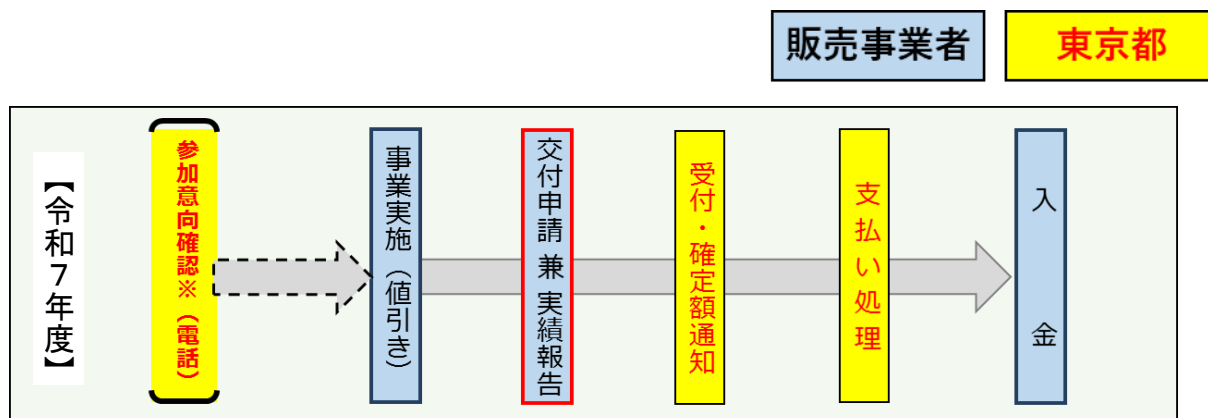 販売事業者
東京都
【令和７年度】
参加意向確認※（電話）
事業実施（値引き）
交付申請 兼 実績報告
受付・確定額通知
支払い処理
入金